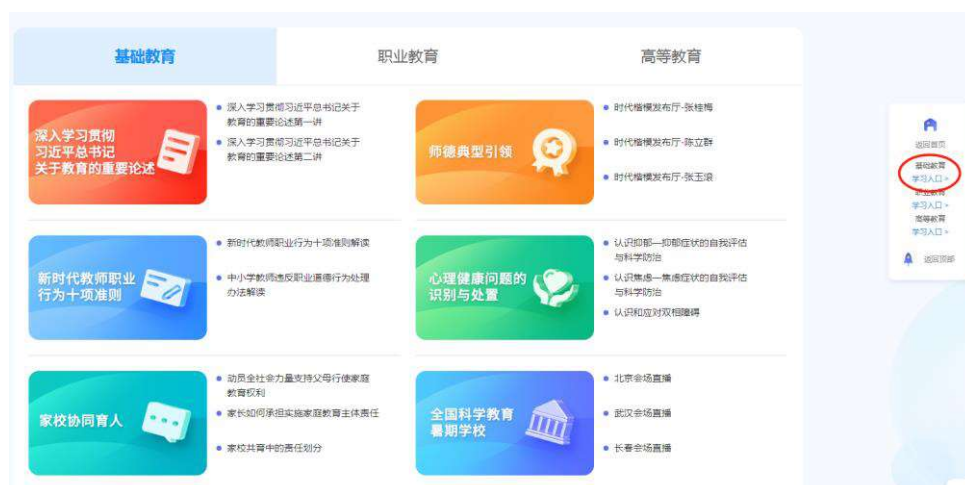 基础教育
职业教育
高等教育
深入学习贯彻
习近平总书记
关于教育的重要论述
深入学习贯彻习近平总书记关于
教育的重要论述第一讲
深入学习贯彻习近平总书记关于
教育的重要论述第二讲
师德典型引领
时代楷模发布厅-张桂梅
时代楷模发布厅-陈立群
时代楷模发布厅-张玉滚
新时代教师职业
行为十项准则
新时代教师职业行为十项准则解读
中小学教师违反职业道德行为处理
办法解读
心理健康问题的
识别与处置
认识抑郁—抑郁症状的自我评估
与科学防治
认识焦虑—焦虑症状的自我评估
与科学防治
认识和应对双相障碍
家校协同育人
动员全社会力量支持父母行使家庭
教育权利
家长如何承担实施家庭教育主体责任
家校共育中的责任划分
全国科学教育
暑期学校
北京会场直播
武汉会场直播
长春会场直播
返回首页
基础教育
学习入口 >
职业教育
学习入口 >
高等教育
学习入口 >
返回顶部